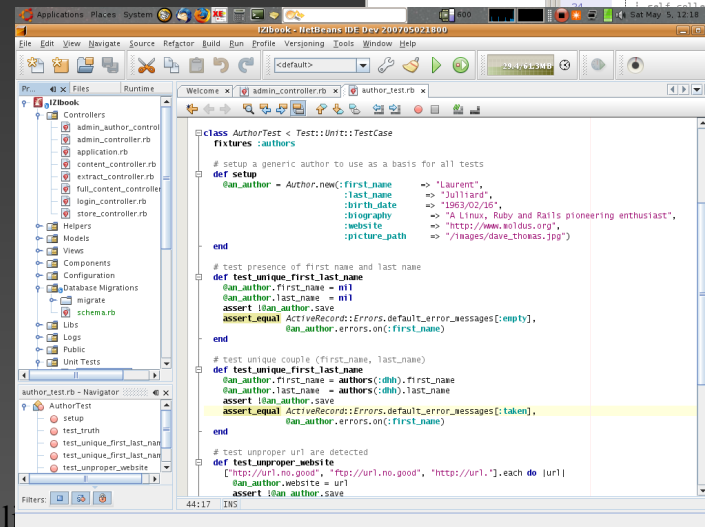 Applications Places System
600
Sat May 5, 12:18
IZIbook - NetBeans IDE Dev 200705021800
File Edit View Navigate Source Refactor Build Run Profile Versioning Tools Window Help
<default>
29.4/61.3MB
Pr... Files Runtime
Welcome x admin_controller.rb x author_test.rb x
IZIbook
Controllers
admin_author_control
admin_controller.rb
application.rb
content_controller.rb
extract_controller.rb
full_content_controller
login_controller.rb
store_controller.rb
Helpers
Models
Views
Components
Configuration
Database Migrations
migrate
schema.rb
Libs
Logs
Public
Unit Tests
author_test.rb - Navigator
AuthorTest
setup
test_truth
test_unique_first_last_nam
test_unique_first_last_nam
test_unproper_website
Filters:
class AuthorTest < Test::Unit::TestCase
fixtures :authors
# setup a generic author to use as a basis for all tests
def setup
@an_author = Author.new(:first_name => "Laurent",
:last_name => "Julliard",
:birth_date => "1963/02/16",
:biography => "A Linux, Ruby and Rails pioneering enthusiast",
:website => "http://www.moldus.org",
:picture_path => "/images/dave_thomas.jpg")
end
# test presence of first name and last name
def test_unique_first_last_name
@an_author.first_name = nil
@an_author.last_name = nil
assert !@an_author.save
assert_equal ActiveRecord::Errors.default_error_messages[:empty],
@an_author.errors.on(:first_name)
end
# test unique couple (first_name, last_name)
def test_unique_first_last_name
@an_author.first_name = authors(:dhh).first_name
@an_author.last_name = authors(:dhh).last_name
assert !@an_author.save
assert_equal ActiveRecord::Errors.default_error_messages[:taken],
@an_author.errors.on(:first_name)
end
# test unproper url are detected
def test_unproper_website
["htp://url.no.good", "ftp://url.no.good", "http://url."].each do |url|
@an_author.website = url
assert !@an_author.save
44:17 INS